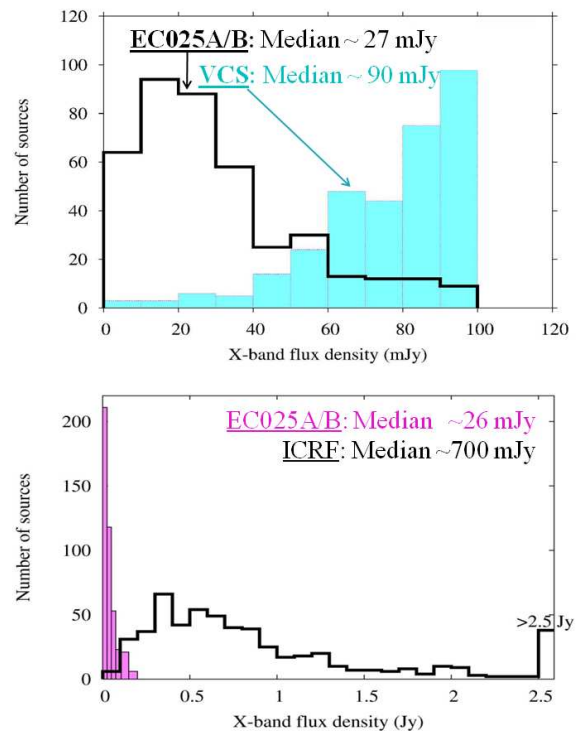 EC025A/B: Median ~ 27 mJy
VCS: Median ~ 90 mJy
120
100
80
60
40
20
0
Number of sources
0 20 40 60 80 100 120
X-band flux density (mJy)
EC025A/B: Median ~26 mJy
ICRF: Median ~700 mJy
200
150
100
50
0
Number of sources
>2.5 Jy
0 0.5 1 1.5 2 2.5
X-band flux density (Jy)